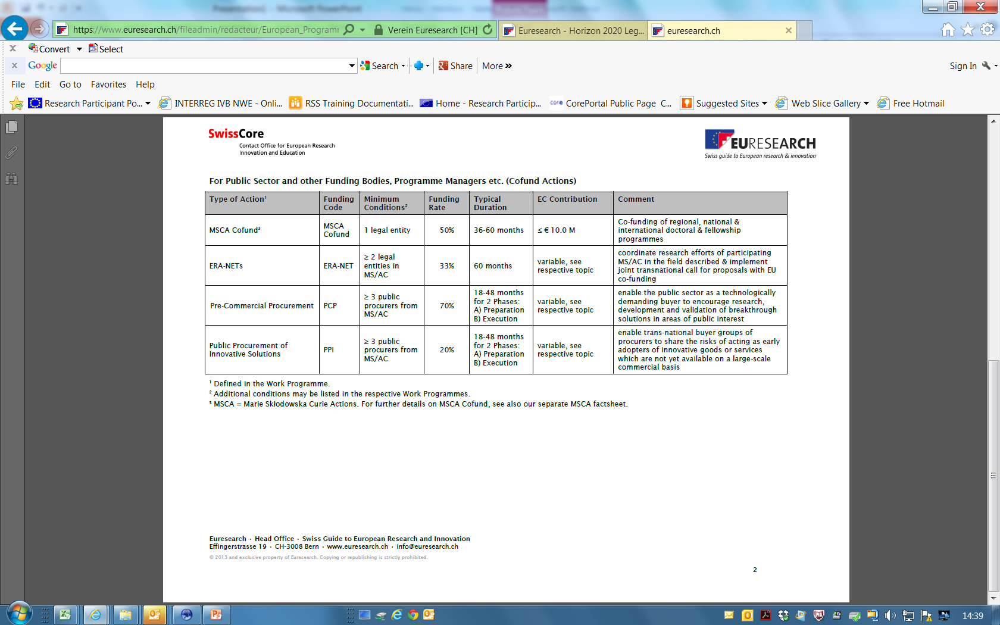 Presentation1 - Microsoft PowerPoint
https://www.euresearch.ch/fileadmin/redacteur/European_Programm
Verein Euresearch [CH]
Euresearch - Horizon 2020 Leg...
euresearch.ch
x Convert Select
x Google Search Share More » Sign In
File Edit Go to Favorites Help
Research Participant Po... INTERREG IVB NWE - Onli... RSS Training Documentati... Home - Research Particip... CorePortal Public Page C... Suggested Sites Web Slice Gallery Free Hotmail
SwissCore
Contact Office for European Research
Innovation and Education
EURESEARCH
Swiss guide to European research & innovation
For Public Sector and other Funding Bodies, Programme Managers etc. (Cofund Actions)
Type of Action¹
Funding
Code
Minimum
Conditions²
Funding
Rate
Typical
Duration
EC Contribution
Comment
MSCA Cofund³
MSCA
Cofund
1 legal entity
50%
36-60 months
≤ € 10.0 M
Co-funding of regional, national &
international doctoral & fellowship
programmes
ERA-NETs
ERA-NET
≥ 2 legal
entities in
MS/AC
33%
60 months
variable, see
respective topic
coordinate research efforts of participating
MS/AC in the field described & implement
joint transnational call for proposals with EU
co-funding
Pre-Commercial Procurement
PCP
≥ 3 public
procurers from
MS/AC
70%
18-48 months
for 2 Phases:
A) Preparation
B) Execution
variable, see
respective topic
enable the public sector as a technologically
demanding buyer to encourage research,
development and validation of breakthrough
solutions in areas of public interest
Public Procurement of
Innovative Solutions
PPI
≥ 3 public
procurers from
MS/AC
20%
18-48 months
for 2 Phases:
A) Preparation
B) Execution
variable, see
respective topic
enable trans-national buyer groups of
procurers to share the risks of acting as early
adopters of innovative goods or services
which are not yet available on a large-scale
commercial basis
¹ Defined in the Work Programme.
² Additional conditions may be listed in the respective Work Programmes.
³ MSCA = Marie Skłodowska Curie Actions. For further details on MSCA Cofund, see also our separate MSCA factsheet.
Euresearch · Head Office · Swiss Guide to European Research and Innovation
Effingerstrasse 19 · CH-3008 Bern · www.euresearch.ch · info@euresearch.ch
© 2013 and exclusive property of Euresearch. Copying or republishing is strictly prohibited.
2
14:39